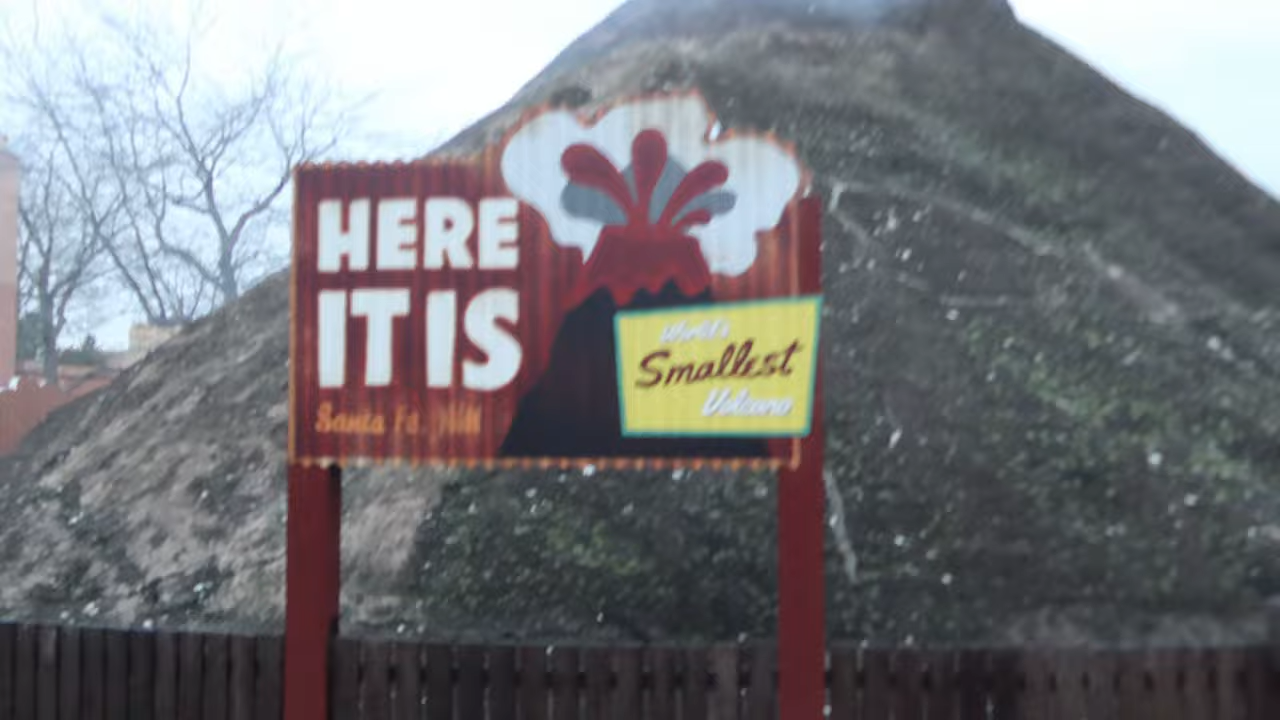 HERE
IT IS
Santa Fe, NM
World's
Smallest
Volcano